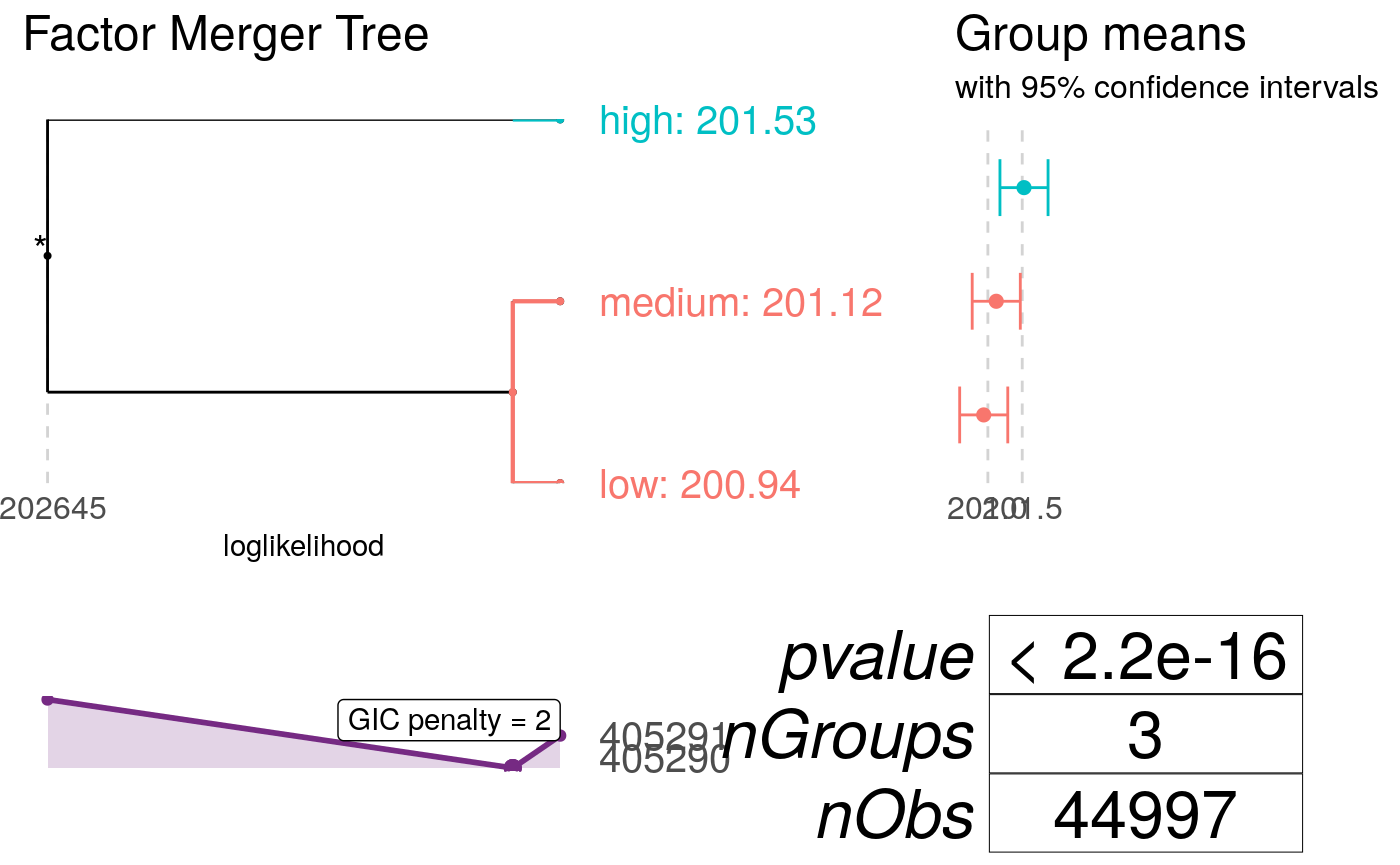 Factor Merger Tree
Group means
with 95% confidence intervals
high: 201.53
*
medium: 201.12
low: 200.94
202645
201.0
201.5
loglikelihood
GIC penalty = 2
405291
405290
pvalue < 2.2e-16
nGroups 3
nObs 44997